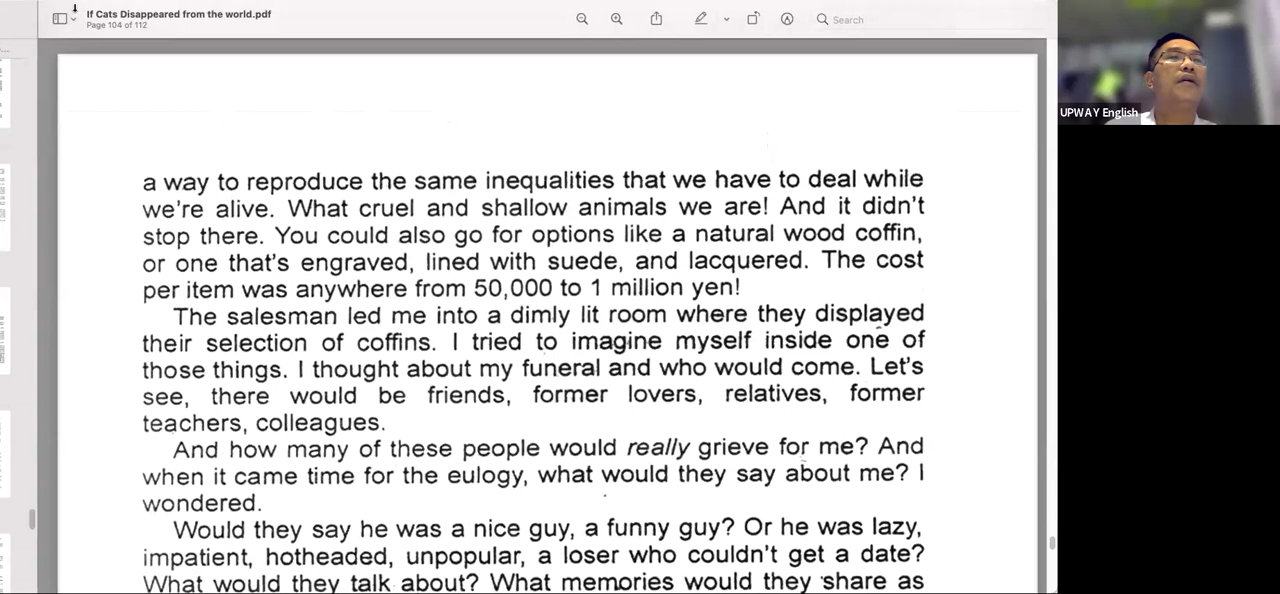 If Cats Disappeared from the world.pdf
Page 104 of 112
Search
UPWAY English
a way to reproduce the same inequalities that we have to deal while
we're alive. What cruel and shallow animals we are! And it didn't
stop there. You could also go for options like a natural wood coffin,
or one that's engraved, lined with suede, and lacquered. The cost
per item was anywhere from 50,000 to 1 million yen!
The salesman led me into a dimly lit room where they displayed
their selection of coffins. I tried to imagine myself inside one of
those things. I thought about my funeral and who would come. Let's
see, there would be friends, former lovers, relatives, former
teachers, colleagues.
And how many of these people would really grieve for me? And
when it came time for the eulogy, what would they say about me? I
wondered.
Would they say he was a nice guy, a funny guy? Or he was lazy,
impatient, hotheaded, unpopular, a loser who couldn't get a date?
What would they talk about? What memories would they share as